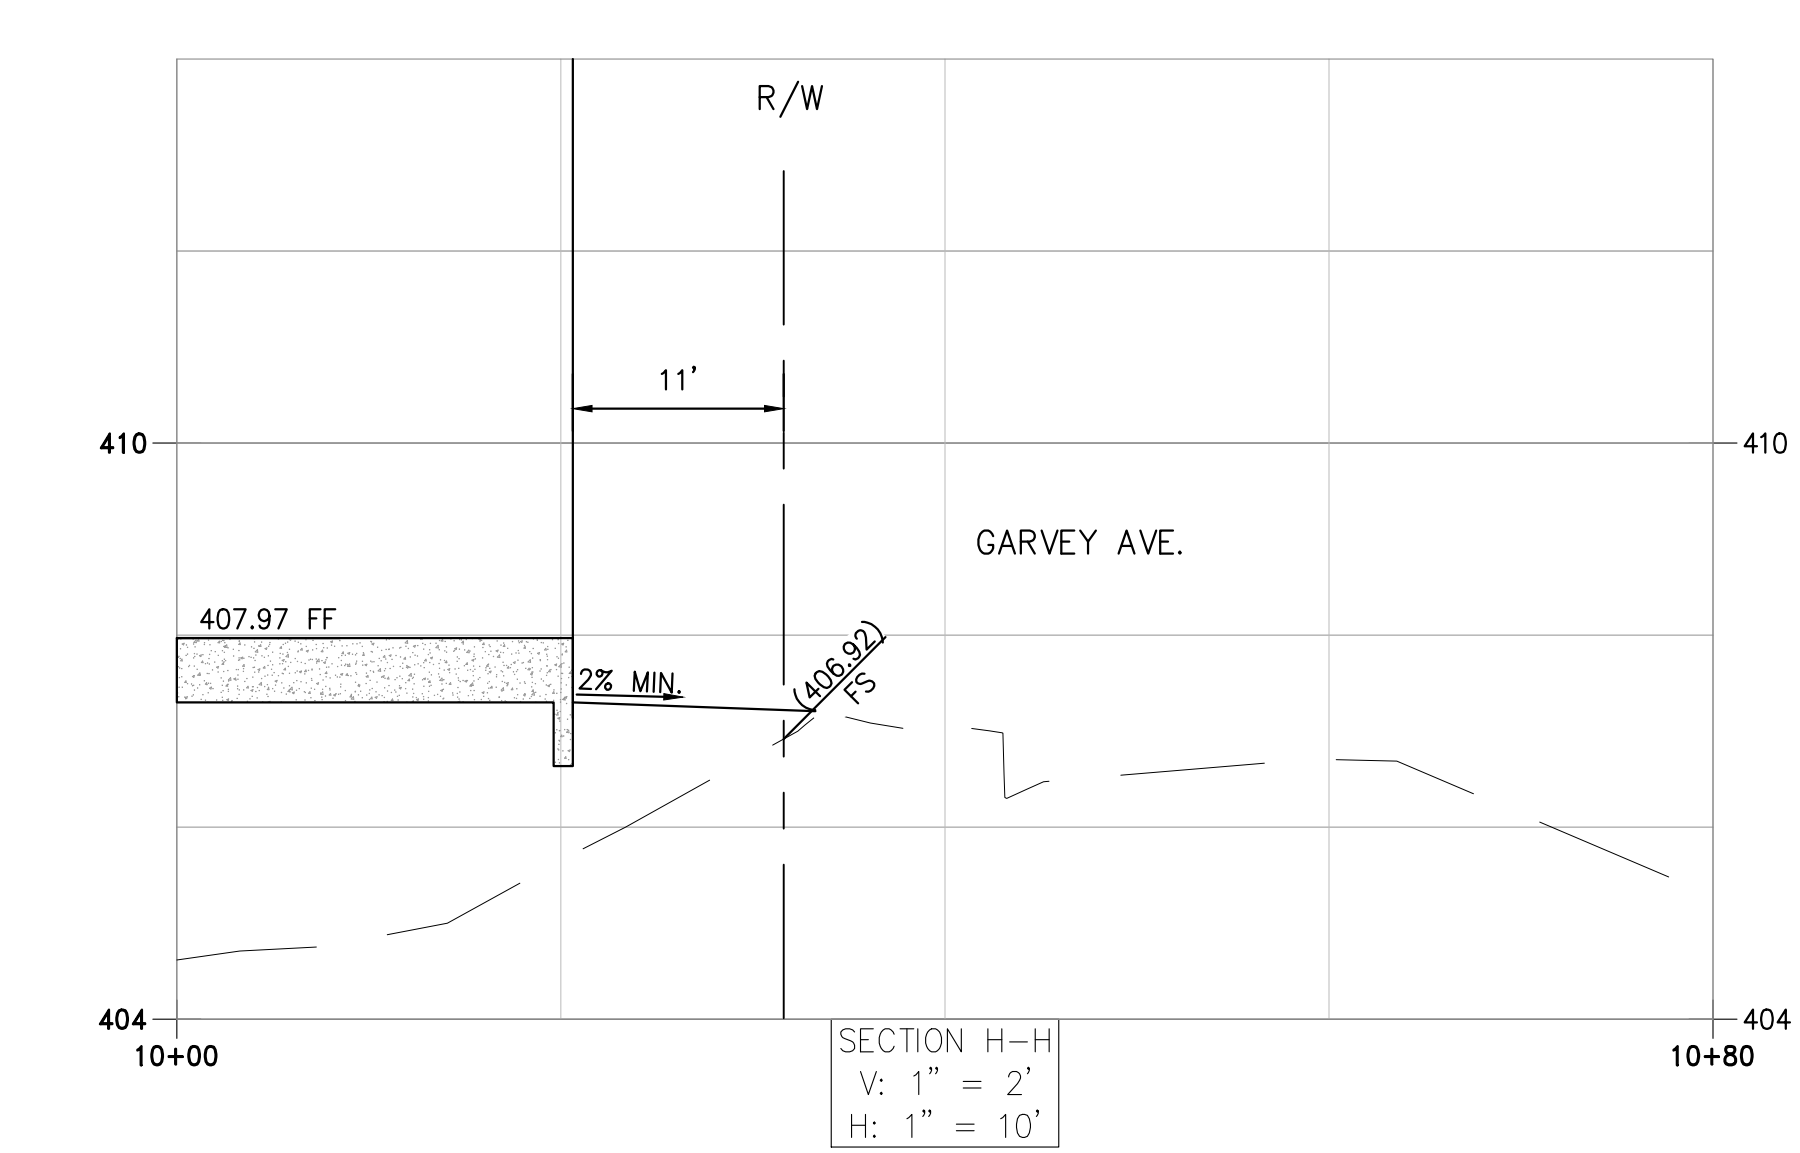 R/W
11'
410
410
GARVEY AVE.
407.97 FF
2% MIN.
(406.92)
FS
404
404
10+00
10+80
SECTION H-H
V: 1" = 2'
H: 1" = 10'